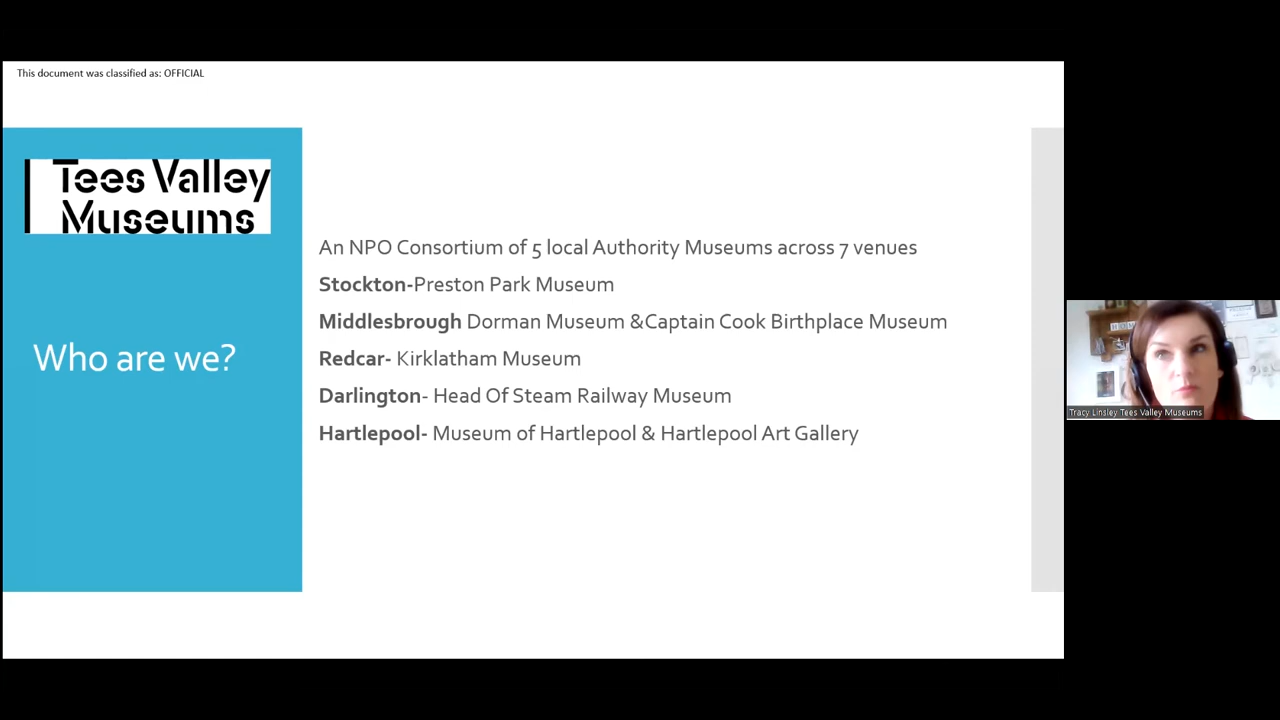 This document was classified as: OFFICIAL
Tees Valley
Museums
Who are we?
An NPO Consortium of 5 local Authority Museums across 7 venues
Stockton-Preston Park Museum
Middlesbrough Dorman Museum &Captain Cook Birthplace Museum
Redcar- Kirklatham Museum
Darlington- Head Of Steam Railway Museum
Hartlepool- Museum of Hartlepool & Hartlepool Art Gallery
Tracy Linsley Tees Valley Museums